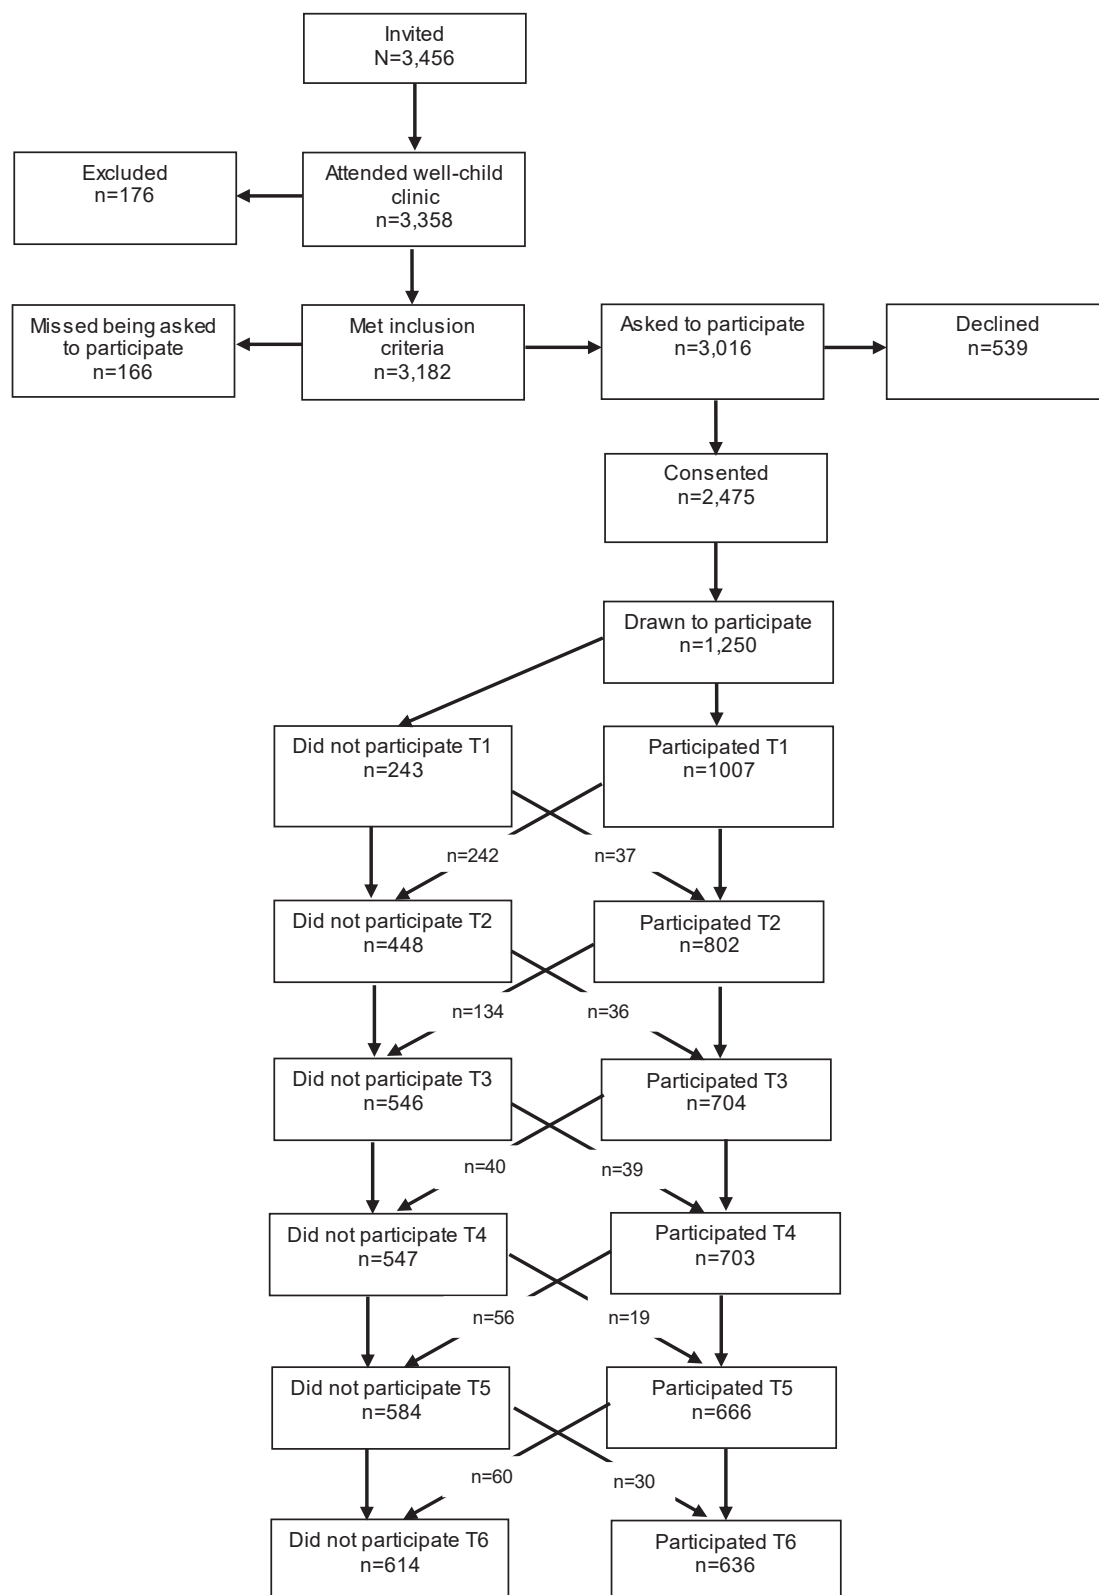 Invited
N=3,456
Excluded
n=176
Attended well-child
clinic
n=3,358
Missed being asked
to participate
n=166
Met inclusion
criteria
n=3,182
Asked to participate
n=3,016
Declined
n=539
Consented
n=2,475
Drawn to participate
n=1,250
Did not participate T1
n=243
Participated T1
n=1007
n=242
n=37
Did not participate T2
n=448
Participated T2
n=802
n=134
n=36
Did not participate T3
n=546
Participated T3
n=704
n=40
n=39
Did not participate T4
n=547
Participated T4
n=703
n=56
n=19
Did not participate T5
n=584
Participated T5
n=666
n=60
n=30
Did not participate T6
n=614
Participated T6
n=636